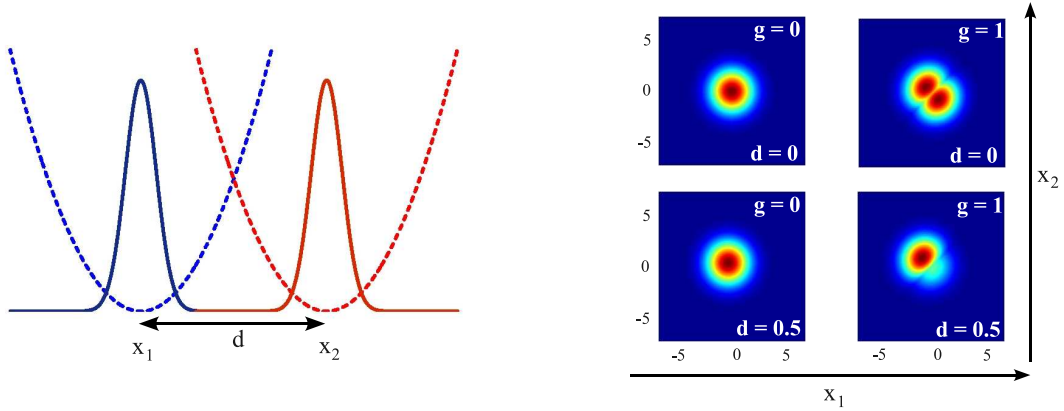 x1
d
x2
5
0
-5
g = 0
d = 0
g = 1
d = 0
5
0
-5
g = 0
d = 0.5
g = 1
d = 0.5
-5 0 5
-5 0 5
x1
x2